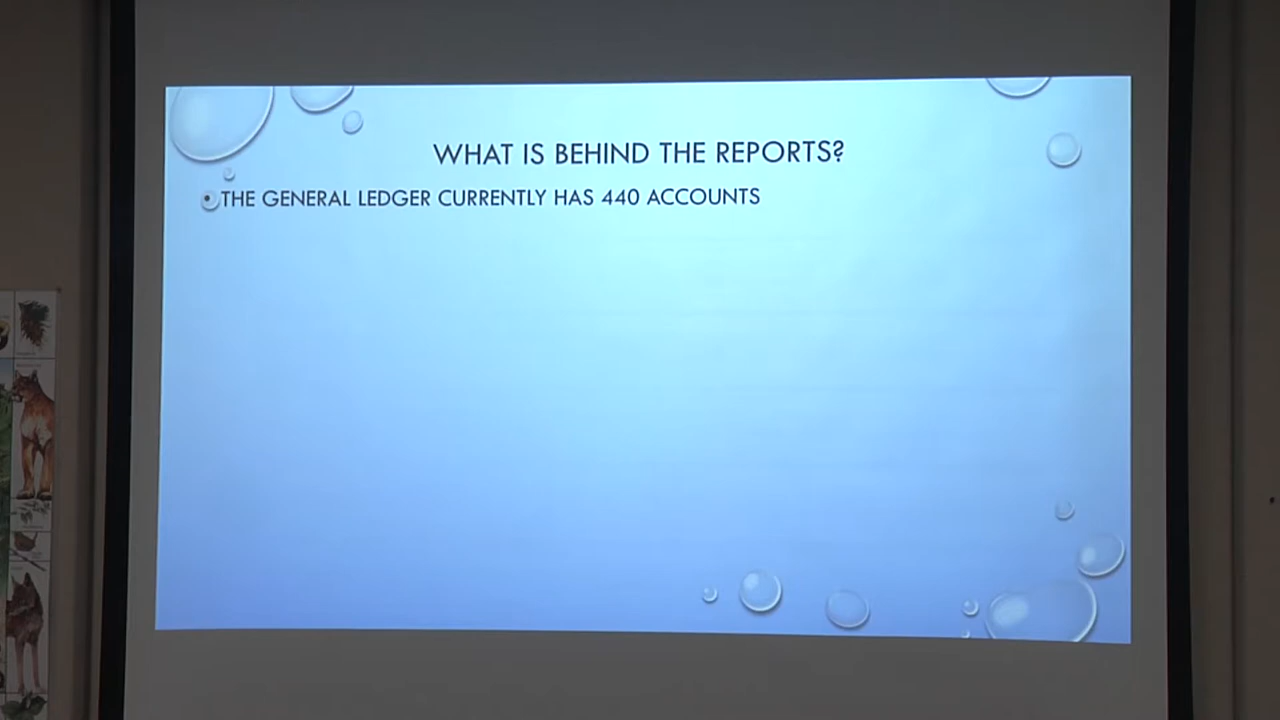 WHAT IS BEHIND THE REPORTS?
• THE GENERAL LEDGER CURRENTLY HAS 440 ACCOUNTS